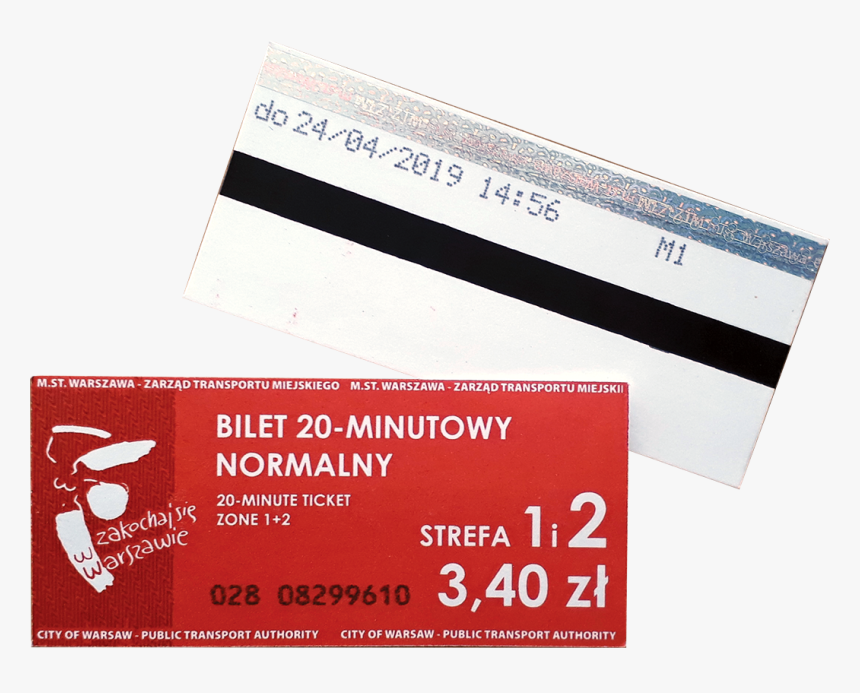 do 24/04/2019 14:56
M1
M.ST. WARSZAWA - ZARZĄD TRANSPORTU MIEJSKIEGO M.ST. WARSZAWA - ZARZĄD TRANSPORTU MIEJSKI
BILET 20-MINUTOWY
NORMALNY
20-MINUTE TICKET
ZONE 1+2
zakochaj się
w Warszawie
STREFA 1 i 2
028 08299610
3,40 zł
CITY OF WARSAW - PUBLIC TRANSPORT AUTHORITY CITY OF WARSAW - PUBLIC TRANSPORT AUTHORITY